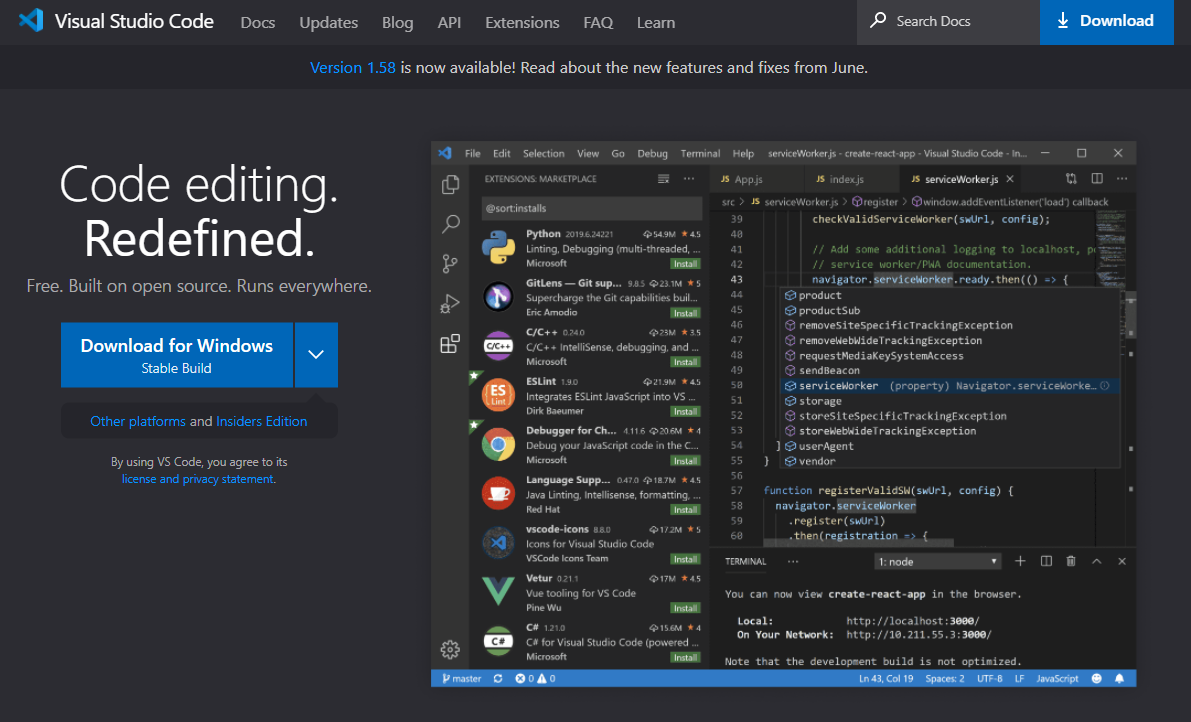 Visual Studio Code Docs Updates Blog API Extensions FAQ Learn Search Docs Download
Version 1.58 is now available! Read about the new features and fixes from June.
Code editing.
Redefined.
Free. Built on open source. Runs everywhere.
Download for Windows
Stable Build
Other platforms and Insiders Edition
By using VS Code, you agree to its
license and privacy statement.
File Edit Selection View Go Debug Terminal Help serviceWorker.js - create-react-app - Visual Studio Code - In...
EXTENSIONS: MARKETPLACE ···
@sort:installs
Python 2019.6.24221 54.9M ★ 4.5
Linting, Debugging (multi-threaded, ...
Microsoft Install
GitLens — Git sup... 9.8.5 23.1M ★ 5
Supercharge the Git capabilities buil...
Eric Amodio Install
C/C++ 0.24.0 23M ★ 3.5
C/C++
C/C++ IntelliSense, debugging, and ...
Microsoft Install
ESLint 1.9.0 21.9M ★ 4.5
ES
Lint
Integrates ESLint JavaScript into VS ...
Dirk Baeumer Install
Debugger for Ch... 4.11.6 20.6M ★ 4
Debug your JavaScript code in the C...
Microsoft Install
Language Supp... 0.47.0 18.7M ★ 4.5
Java Linting, Intellisense, formatting, ...
Red Hat Install
vscode-icons 8.8.0 17.2M ★ 5
Icons for Visual Studio Code
VSCode Icons Team Install
Vetur 0.21.1 17M ★ 4.5
Vue tooling for VS Code
Pine Wu Install
C# 1.21.0 15.6M ★ 4
C#
C# for Visual Studio Code (powered ...
Microsoft Install
JS App.js JS index.js JS serviceWorker.js ···
src > JS serviceWorker.js > register > window.addEventListener('load') callback
39 checkValidServiceWorker(swUrl, config);
40
41 // Add some additional logging to localhost, p
42 // service worker/PWA documentation.
43 navigator.serviceWorker.ready.then(() => {
44 product
45 productSub
46 removeSiteSpecificTrackingException
47 removeWebWideTrackingException
48 requestMediaKeySystemAccess
49 sendBeacon
50 serviceWorker (property) Navigator.serviceWorke...
51 storage
52 storeSiteSpecificTrackingException
53 storeWebWideTrackingException
54 } userAgent
55 } vendor
56
57 function registerValidSW(swUrl, config) {
58 navigator.serviceWorker
59 .register(swUrl)
60 .then(registration => {
TERMINAL ··· 1: node
You can now view create-react-app in the browser.
Local: http://localhost:3000/
On Your Network: http://10.211.55.3:3000/
Note that the development build is not optimized.
master 0 0 Ln 43, Col 19 Spaces: 2 UTF-8 LF JavaScript